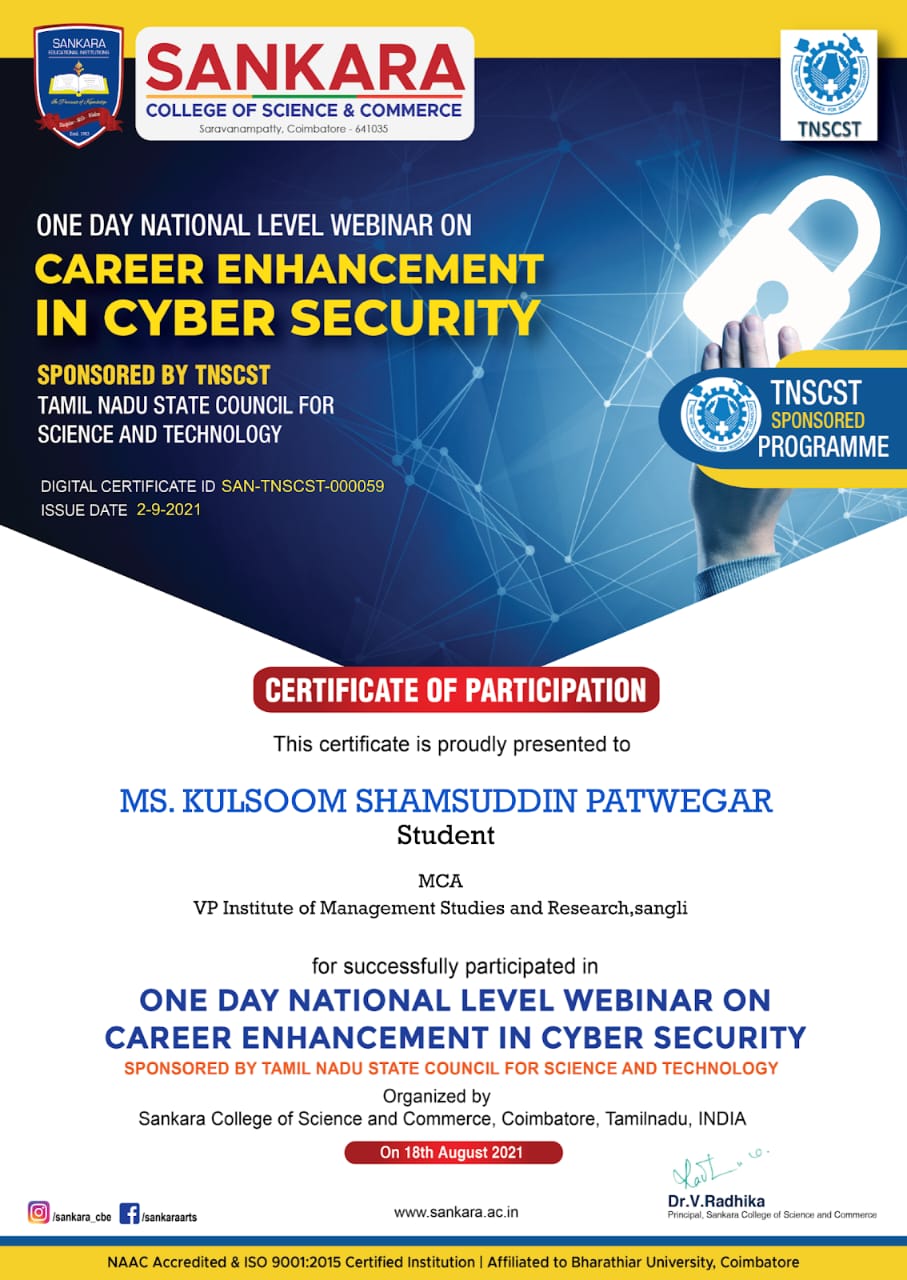 SANKARA
EDUCATIONAL INSTITUTIONS
Estd. 1983
SANKARA
COLLEGE OF SCIENCE & COMMERCE
Saravanampatty, Coimbatore - 641035
TNSCST
ONE DAY NATIONAL LEVEL WEBINAR ON
CAREER ENHANCEMENT
IN CYBER SECURITY
SPONSORED BY TNSCST
TAMIL NADU STATE COUNCIL FOR
SCIENCE AND TECHNOLOGY
TNSCST
SPONSORED
PROGRAMME
DIGITAL CERTIFICATE ID SAN-TNSCST-000059
ISSUE DATE 2-9-2021
CERTIFICATE OF PARTICIPATION
This certificate is proudly presented to
MS. KULSOOM SHAMSUDDIN PATWEGAR
Student
MCA
VP Institute of Management Studies and Research,sangli
for successfully participated in
ONE DAY NATIONAL LEVEL WEBINAR ON
CAREER ENHANCEMENT IN CYBER SECURITY
SPONSORED BY TAMIL NADU STATE COUNCIL FOR SCIENCE AND TECHNOLOGY
Organized by
Sankara College of Science and Commerce, Coimbatore, Tamilnadu, INDIA
On 18th August 2021
Dr.V.Radhika
Principal, Sankara College of Science and Commerce
/sankara_cbe /sankaraarts
www.sankara.ac.in
NAAC Accredited & ISO 9001:2015 Certified Institution | Affiliated to Bharathiar University, Coimbatore